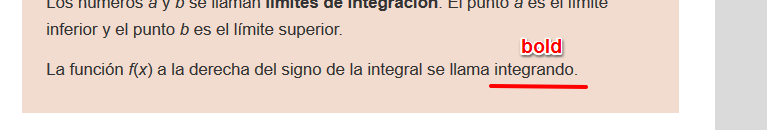 Los números a y b se llaman límites de integración. El punto a es el límite
inferior y el punto b es el límite superior.
bold
La función f(x) a la derecha del signo de la integral se llama integrando.